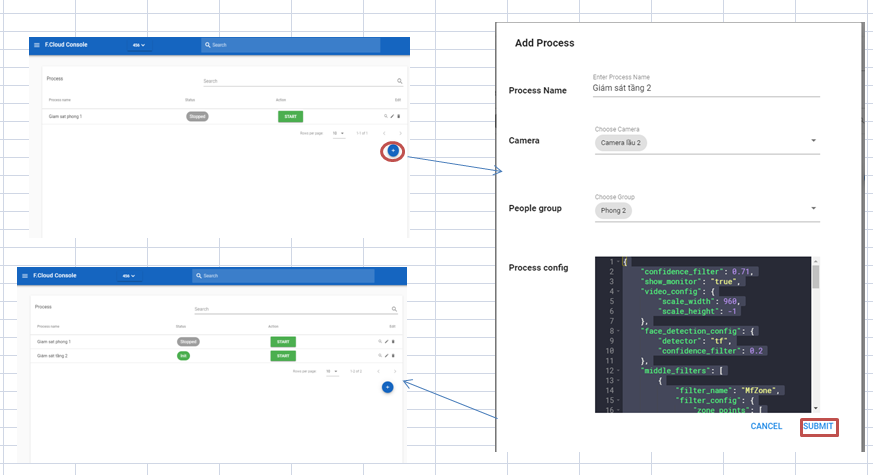 F.Cloud Console
456
Search
Process
Search
Process name Status Action Edit
Giam sat phong 1 Stopped START
Rows per page 10 1-1 of 1
+
F.Cloud Console
456
Search
Process
Search
Process name Status Action Edit
Giam sat phong 1 Stopped START
Giam sát tầng 2 Init START
Rows per page 10 1-2 of 2
+
Add Process
Process Name
Enter Process Name
Giám sát tầng 2
Camera
Choose Camera
Camera lầu 2
People group
Choose Group
Phong 2
Process config
1 {
2 "confidence_filter": 0.71,
3 "show_monitor": "true",
4 "video_config": {
5 "scale_width": 960,
6 "scale_height": -1
7 },
8 "face_detection_config": {
9 "detector": "tf",
10 "confidence_filter": 0.2
11 },
12 "middle_filters": [
13 {
14 "filter_name": "MfZone",
15 "filter_config": {
16 "zone_points": [
CANCEL SUBMIT